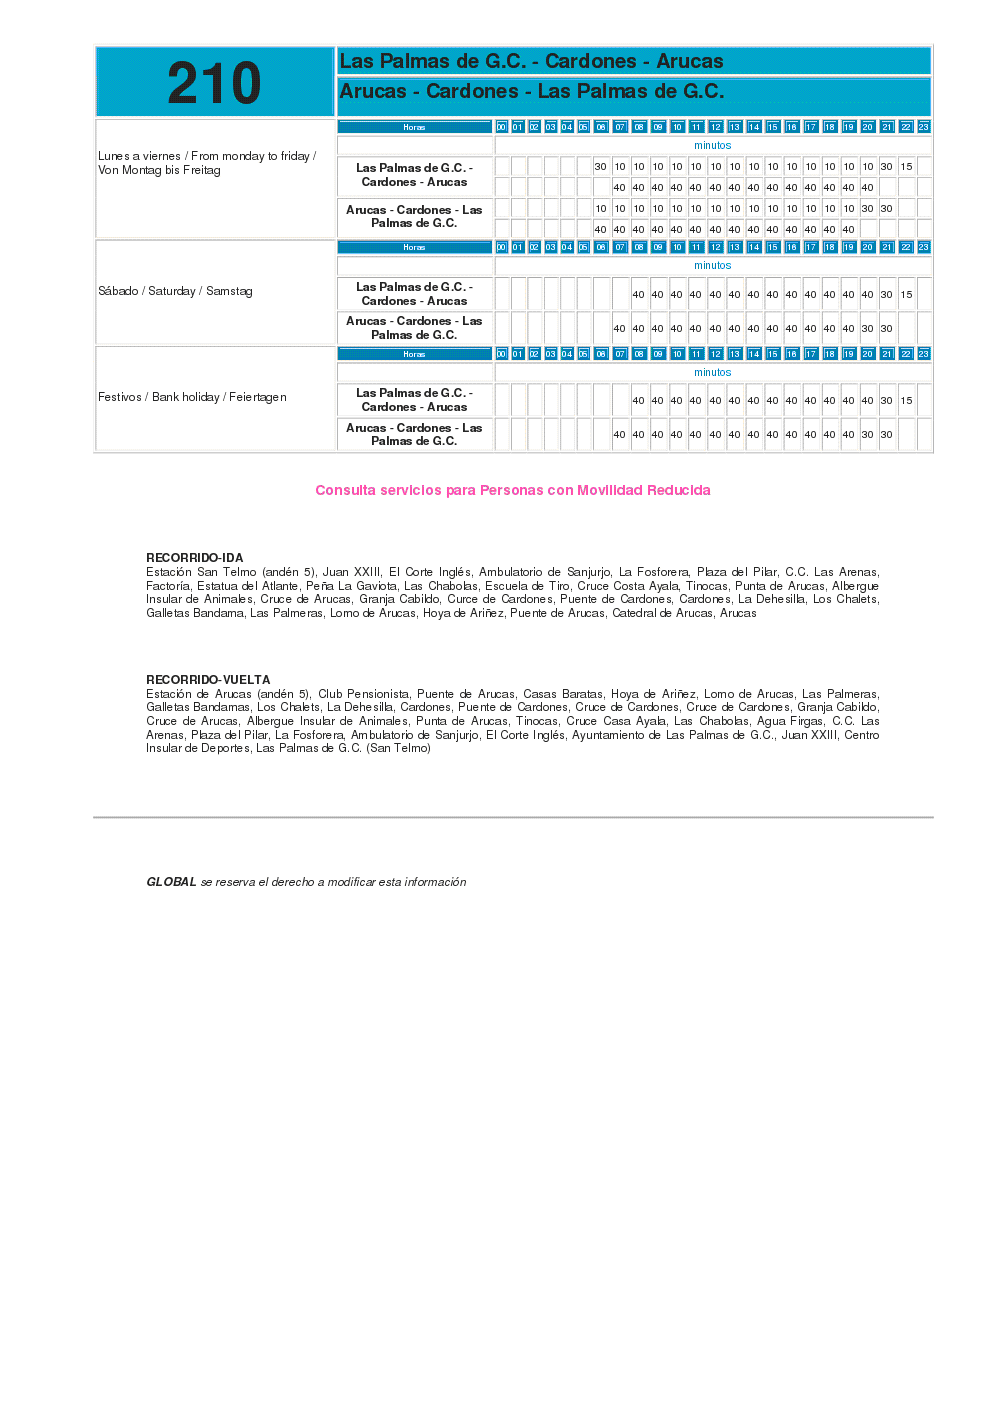 210
Las Palmas de G.C. - Cardones - Arucas
Arucas - Cardones - Las Palmas de G.C.
Lunes a viernes / From monday to friday /
Von Montag bis Freitag
Horas 00 01 02 03 04 05 06 07 08 09 10 11 12 13 14 15 16 17 18 19 20 21 22 23
minutos
Las Palmas de G.C. -
Cardones - Arucas
30 10 10 10 10 10 10 10 10 10 10 10 10 10 10 30 15
40 40 40 40 40 40 40 40 40 40 40 40 40 40
Arucas - Cardones - Las
Palmas de G.C.
10 10 10 10 10 10 10 10 10 10 10 10 10 10 30 30
40 40 40 40 40 40 40 40 40 40 40 40 40 40
Sábado / Saturday / Samstag
Horas 00 01 02 03 04 05 06 07 08 09 10 11 12 13 14 15 16 17 18 19 20 21 22 23
minutos
Las Palmas de G.C. -
Cardones - Arucas
40 40 40 40 40 40 40 40 40 40 40 40 40 30 15
Arucas - Cardones - Las
Palmas de G.C.
40 40 40 40 40 40 40 40 40 40 40 40 40 30 30
Festivos / Bank holiday / Feiertagen
Horas 00 01 02 03 04 05 06 07 08 09 10 11 12 13 14 15 16 17 18 19 20 21 22 23
minutos
Las Palmas de G.C. -
Cardones - Arucas
40 40 40 40 40 40 40 40 40 40 40 40 40 30 15
Arucas - Cardones - Las
Palmas de G.C.
40 40 40 40 40 40 40 40 40 40 40 40 40 30 30
Consulta servicios para Personas con Movilidad Reducida
RECORRIDO-IDA
Estación San Telmo (andén 5), Juan XXIII, El Corte Inglés, Ambulatorio de Sanjurjo, La Fosforera, Plaza del Pilar, C.C. Las Arenas,
Factoría, Estatua del Atlante, Peña La Gaviota, Las Chabolas, Escuela de Tiro, Cruce Costa Ayala, Tinocas, Punta de Arucas, Albergue
Insular de Animales, Cruce de Arucas, Granja Cabildo, Curce de Cardones, Puente de Cardones, Cardones, La Dehesilla, Los Chalets,
Galletas Bandama, Las Palmeras, Lomo de Arucas, Hoya de Ariñez, Puente de Arucas, Catedral de Arucas, Arucas
RECORRIDO-VUELTA
Estación de Arucas (andén 5), Club Pensionista, Puente de Arucas, Casas Baratas, Hoya de Ariñez, Lomo de Arucas, Las Palmeras,
Galletas Bandamas, Los Chalets, La Dehesilla, Cardones, Puente de Cardones, Cruce de Cardones, Cruce de Cardones, Granja Cabildo,
Cruce de Arucas, Albergue Insular de Animales, Punta de Arucas, Tinocas, Cruce Casa Ayala, Las Chabolas, Agua Firgas, C.C. Las
Arenas, Plaza del Pilar, La Fosforera, Ambulatorio de Sanjurjo, El Corte Inglés, Ayuntamiento de Las Palmas de G.C., Juan XXIII, Centro
Insular de Deportes, Las Palmas de G.C. (San Telmo)
GLOBAL se reserva el derecho a modificar esta información